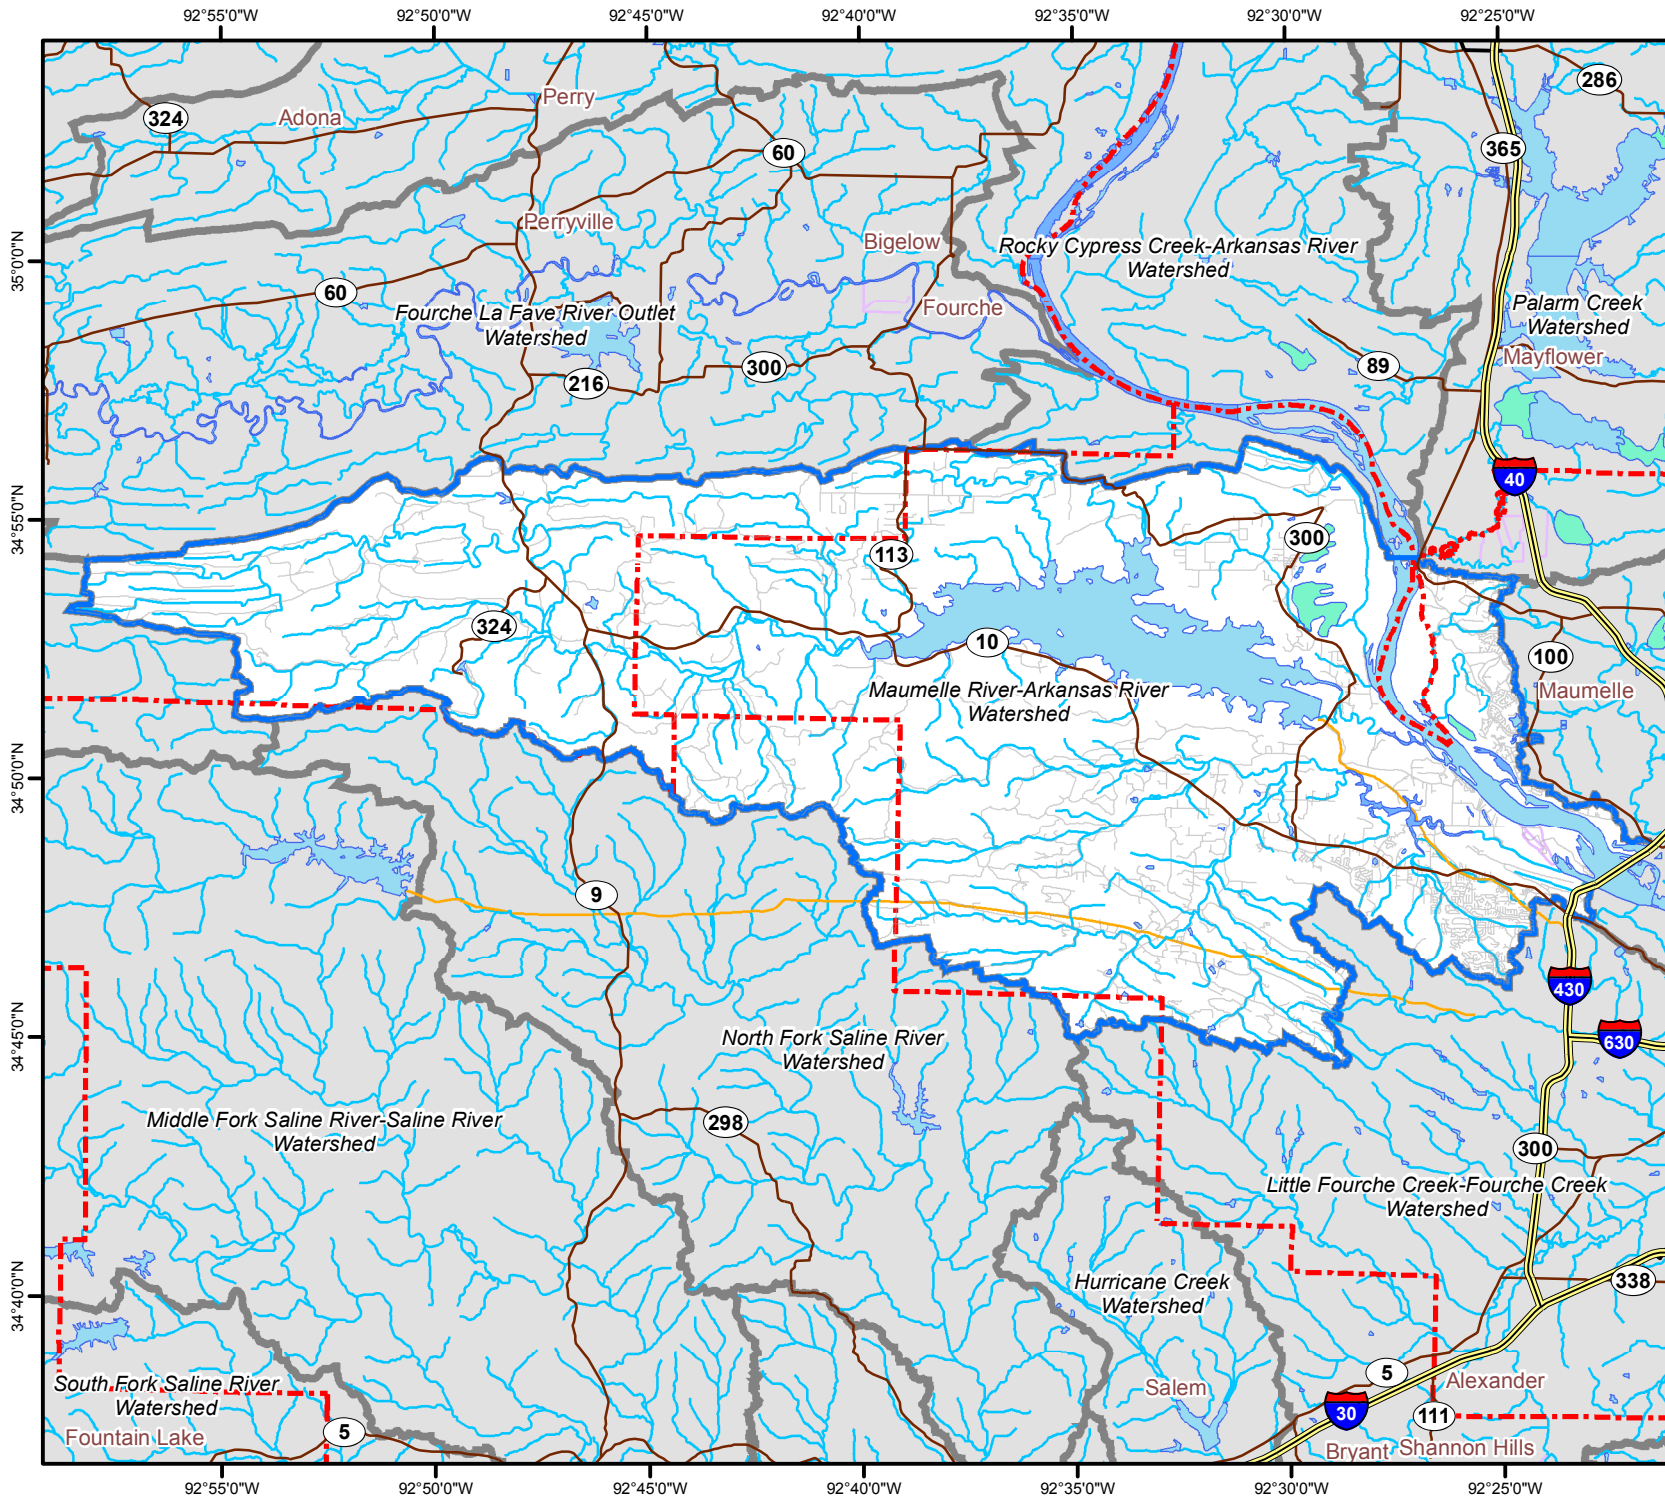 92°55'0"W
92°50'0"W
92°45'0"W
92°40'0"W
92°35'0"W
92°30'0"W
92°25'0"W
286
Perry
324
Adona
365
60
Perryville
Bigelow
Rocky Cypress Creek-Arkansas River
Watershed
35°0'0"N
60
Fourche La Fave River Outlet
Watershed
Fourche
Palarm Creek
Watershed
Mayflower
216
300
89
40
34°55'0"N
113
300
324
10
100
Maumelle River-Arkansas River
Watershed
Maumelle
34°50'0"N
9
430
630
34°45'0"N
North Fork Saline River
Watershed
Middle Fork Saline River-Saline River
Watershed
298
300
Little Fourche Creek-Fourche Creek
Watershed
34°40'0"N
Hurricane Creek
Watershed
338
South Fork Saline River
Watershed
Salem
5
Alexander
30
111
Fountain Lake
5
Bryant
Shannon Hills
92°55'0"W
92°50'0"W
92°45'0"W
92°40'0"W
92°35'0"W
92°30'0"W
92°25'0"W